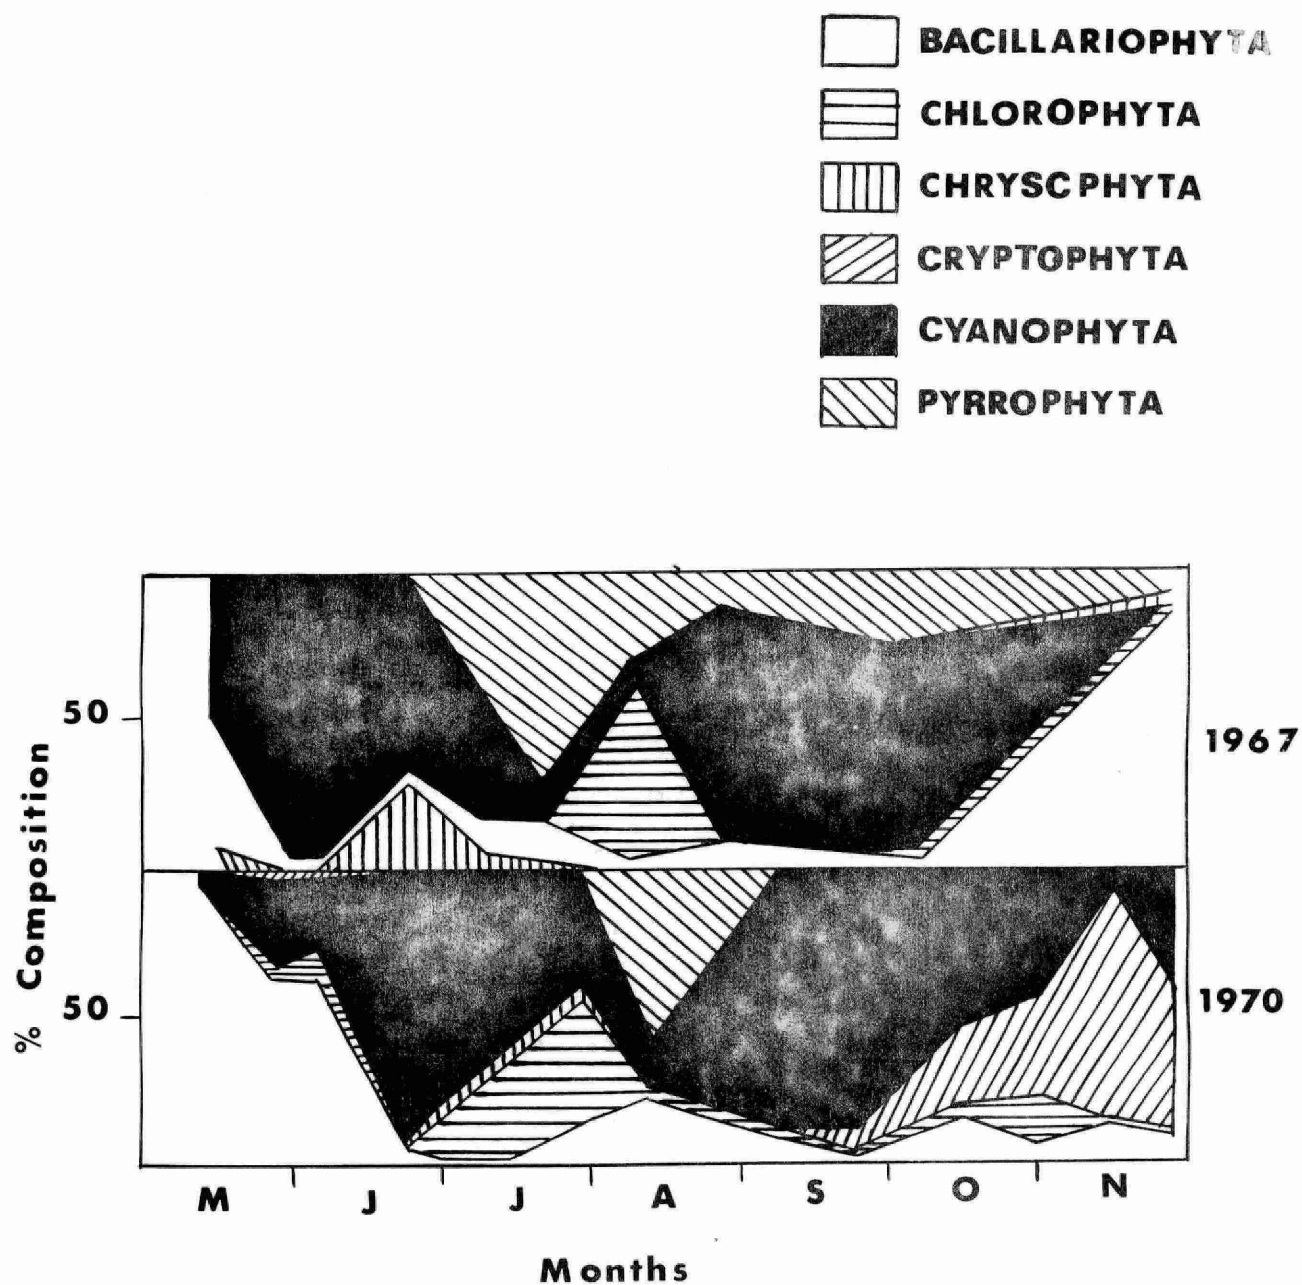 BACILLARIOPHYTA
CHLOROPHYTA
CHRYSCPHYTA
CRYPTOPHYTA
CYANOPHYTA
PYRROPHYTA
50
1967
% Composition
50
1970
M J J A S O N
Months